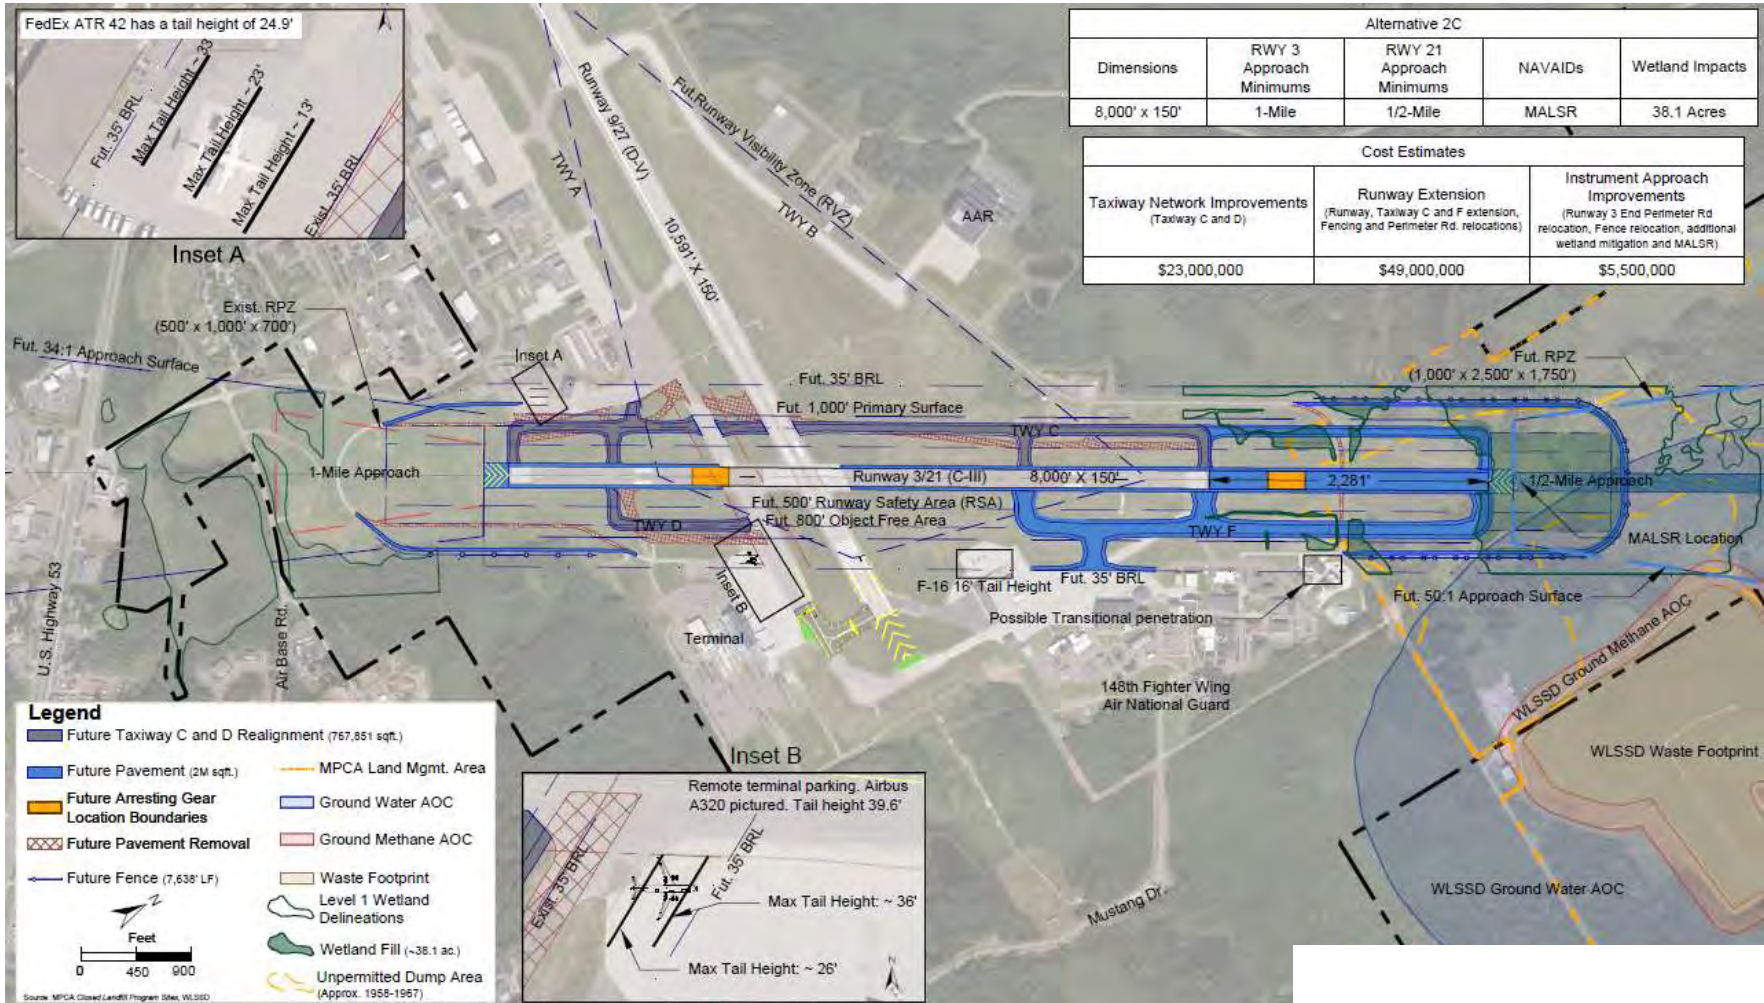 FedEx ATR 42 has a tail height of 24.9'
Fut. 35' BRL
Max Tail Height ~ 33'
Max Tail Height ~ 23'
Max Tail Height ~ 13'
Exist. 35' BRL
Inset A
Alternative 2C
Dimensions
RWY 3
Approach
Minimums
RWY 21
Approach
Minimums
NAVAIDs
Wetland Impacts
8,000' x 150'
1-Mile
1/2-Mile
MALSR
38.1 Acres
Cost Estimates
Taxiway Network Improvements
(Taxiway C and D)
Runway Extension
(Runway, Taxiway C and F extension,
Fencing and Perimeter Rd. relocations)
Instrument Approach
Improvements
(Runway 3 End Perimeter Rd
relocation, Fence relocation, additional
wetland mitigation and MALSR)
$23,000,000
$49,000,000
$5,500,000
Runway 9/27 (D-V)
10,591' X 150'
Fut.Runway Visibility Zone (RVZ)
TWY A
TWY B
AAR
Exist. RPZ
(500' x 1,000' x 700')
Fut. 34:1 Approach Surface
Inset A
Fut. 35' BRL
Fut. 1,000' Primary Surface
Fut. RPZ
(1,000' x 2,500' x 1,750')
TWY C
1-Mile Approach
Runway 3/21 (C-III)
8,000' X 150'
2,281'
1/2-Mile Approach
Fut. 500' Runway Safety Area (RSA)
Fut. 800' Object Free Area
TWY D
TWY F
MALSR Location
Inset B
F-16 16' Tail Height
Fut. 35' BRL
Fut. 50:1 Approach Surface
Possible Transitional penetration
Terminal
U.S. Highway 53
Air Base Rd.
148th Fighter Wing
Air National Guard
WLSSD Ground Methane AOC
WLSSD Waste Footprint
WLSSD Ground Water AOC
Mustang Dr.
Legend
Future Taxiway C and D Realignment (767,851 sqft.)
Future Pavement (2M sqft.)
MPCA Land Mgmt. Area
Future Arresting Gear
Location Boundaries
Ground Water AOC
Future Pavement Removal
Ground Methane AOC
Future Fence (7,638' LF)
Waste Footprint
Level 1 Wetland
Delineations
Wetland Fill (~38.1 ac.)
Unpermitted Dump Area
(Approx. 1958-1967)
Z
Feet
0 450 900
Source: MPCA Closed Landfill Program Sites, WLSSD
Inset B
Remote terminal parking. Airbus
A320 pictured. Tail height 39.6'
Exist. 35' BRL
Fut. 35' BRL
Max Tail Height: ~ 36'
Max Tail Height: ~ 26'
N